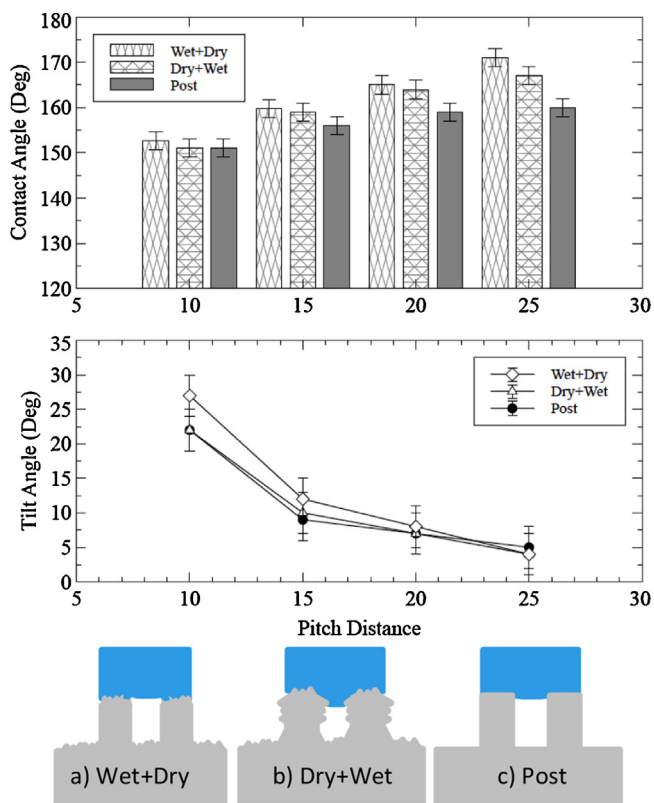 180
170
160
150
140
130
120
Contact Angle (Deg)
Wet+Dry
Dry+Wet
Post
5 10 15 20 25 30
35
30
25
20
15
10
5
0
Tilt Angle (Deg)
Wet+Dry
Dry+Wet
Post
5 10 15 20 25 30
Pitch Distance
a) Wet+Dry b) Dry+Wet c) Post